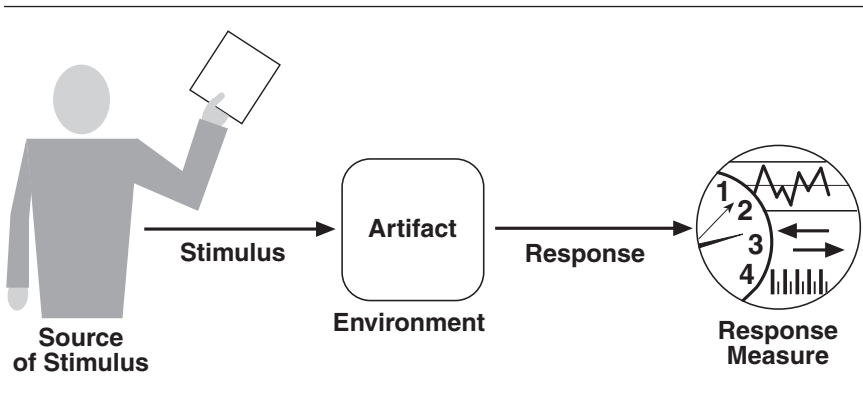 Artifact
Stimulus
Response
Environment
Source
of Stimulus
1
2
3
4
Response
Measure